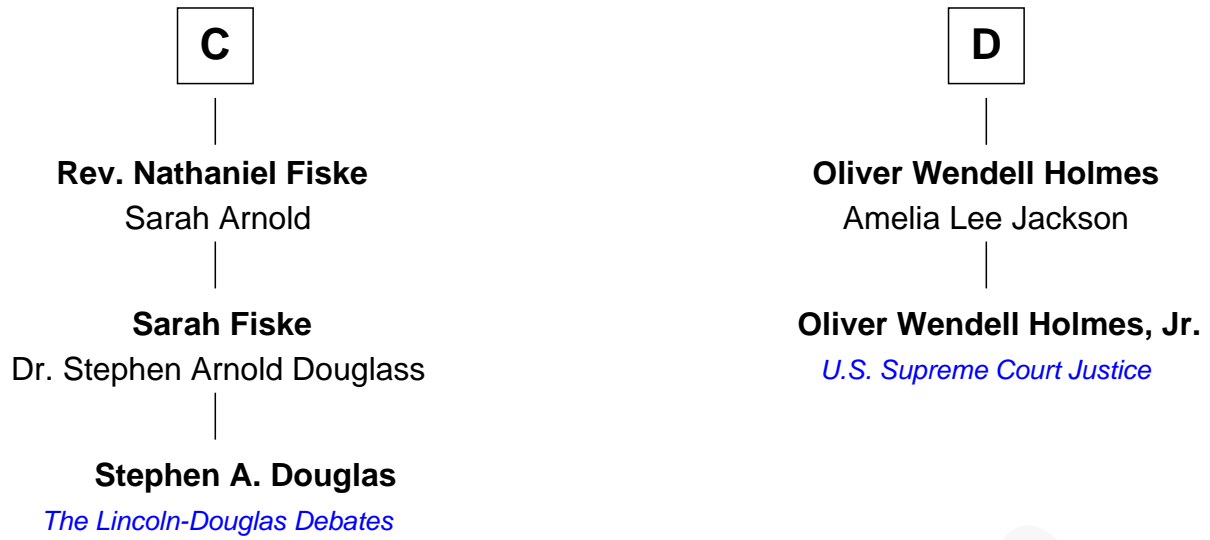 C
Rev. Nathaniel Fiske
Sarah Arnold
Sarah Fiske
Dr. Stephen Arnold Douglass
Stephen A. Douglas
The Lincoln-Douglas Debates
D
Oliver Wendell Holmes
Amelia Lee Jackson
Oliver Wendell Holmes, Jr.
U.S. Supreme Court Justice